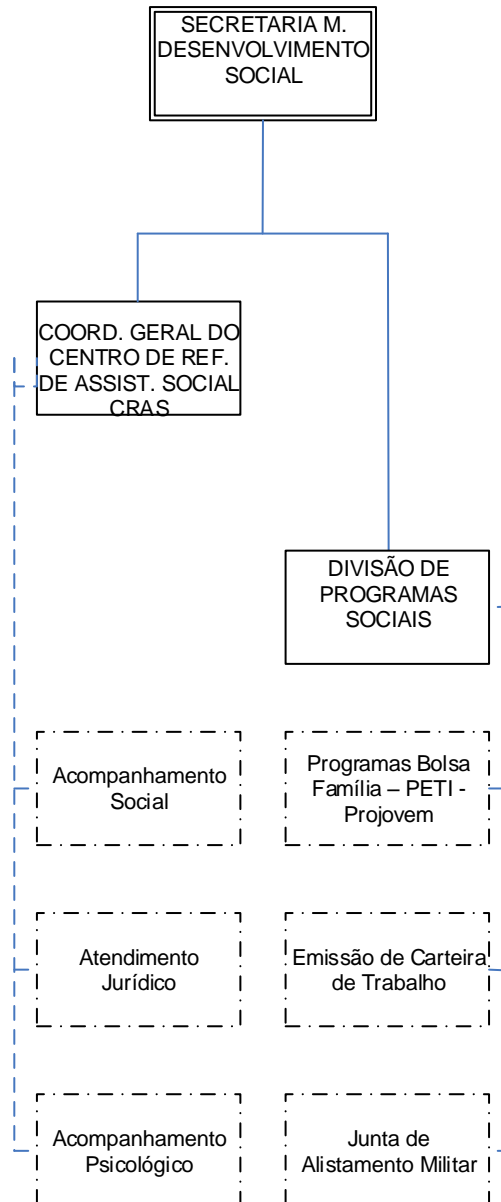 SECRETARIA M.
DESENVOLVIMENTO
SOCIAL
COORD. GERAL DO
CENTRO DE REF.
DE ASSIST. SOCIAL
CRAS
DIVISÃO DE
PROGRAMAS
SOCIAIS
Acompanhamento
Social
Programas Bolsa
Família – PETI -
Projovem
Atendimento
Jurídico
Emissão de Carteira
de Trabalho
Acompanhamento
Psicológico
Junta de
Alistamento Militar